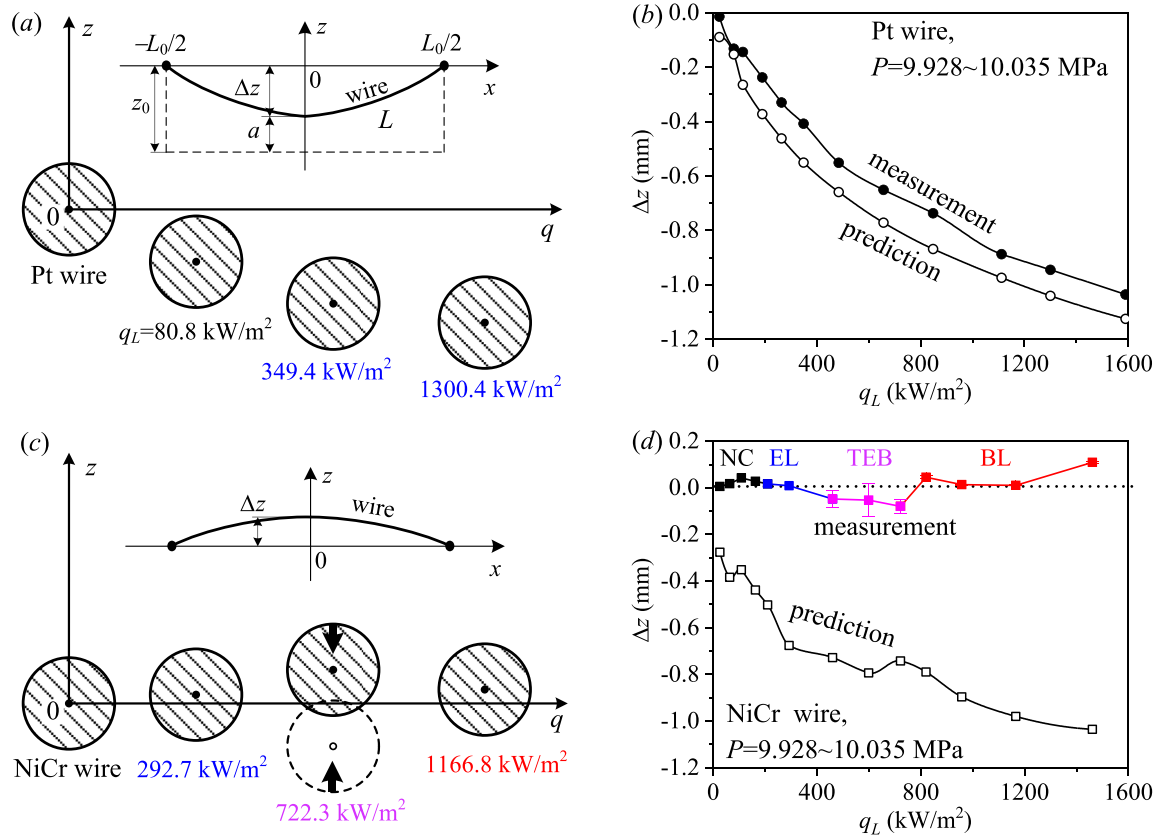 (a)
z
z
−L₀/2
L₀/2
0
x
z₀
Δz
wire
a
L
0
q
Pt wire
q_L=80.8 kW/m²
349.4 kW/m²
1300.4 kW/m²
(b)
0.0
-0.2
-0.4
-0.6
-0.8
-1.0
-1.2
Δz (mm)
Pt wire,
P=9.928~10.035 MPa
measurement
prediction
0
400
800
1200
1600
q_L (kW/m²)
(c)
z
Δz
wire
0
x
0
q
NiCr wire
292.7 kW/m²
722.3 kW/m²
1166.8 kW/m²
(d)
0.2
0.0
-0.2
-0.4
-0.6
-0.8
-1.0
-1.2
Δz (mm)
NC EL TEB BL
measurement
prediction
NiCr wire,
P=9.928~10.035 MPa
0
400
800
1200
1600
q_L (kW/m²)